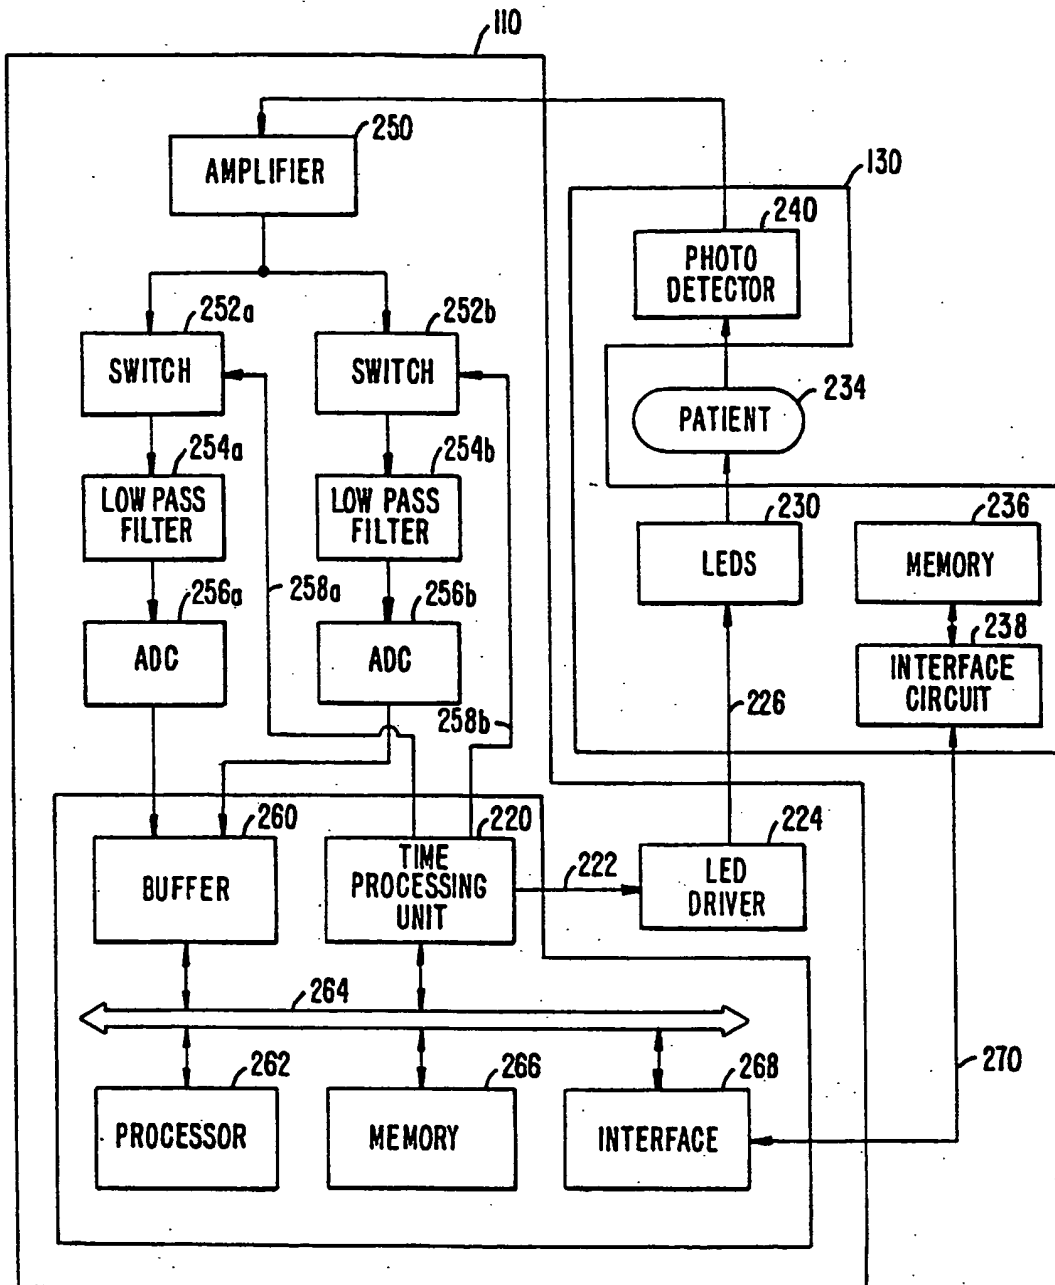 110
250
AMPLIFIER
130
240
PHOTO
DETECTOR
252a
SWITCH
252b
SWITCH
234
PATIENT
254a
LOW PASS
FILTER
254b
LOW PASS
FILTER
230
LEDS
236
MEMORY
256a
ADC
258a
256b
ADC
258b
238
INTERFACE
CIRCUIT
226
260
BUFFER
220
TIME
PROCESSING
UNIT
222
224
LED
DRIVER
264
262
PROCESSOR
266
MEMORY
268
INTERFACE
270